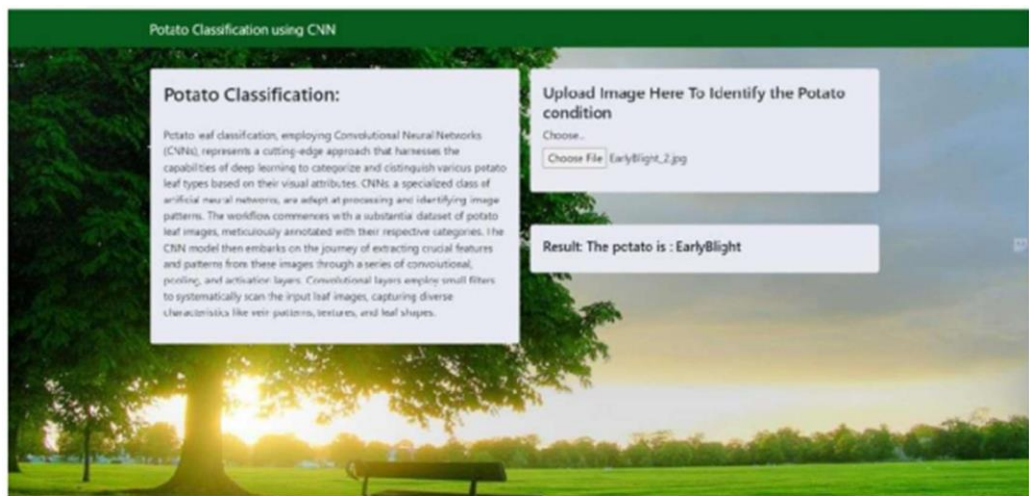 Potato Classification using CNN
Potato Classification:
Potato leaf classification, employing Convolutional Neural Networks
(CNNs), represents a cutting-edge approach that harnesses the
capabilities of deep learning to categorize and distinguish various potato
leaf types based on their visual attributes. CNNs, a specialized class of
artificial neural networks, are adept at processing and identifying image
patterns. The workflow commences with a substantial dataset of potato
leaf images, meticulously annotated with their respective categories. The
CNN model then embarks on the journey of extracting crucial features
and patterns from these images through a series of convolutional,
pooling, and activation layers. Convolutional layers employ small filters
to systematically scan the input leaf images, capturing diverse
characteristics like vein patterns, textures, and leaf shapes.
Upload Image Here To Identify the Potato
condition
Choose..
Choose File EarlyBlight_2.jpg
Result: The potato is : EarlyBlight